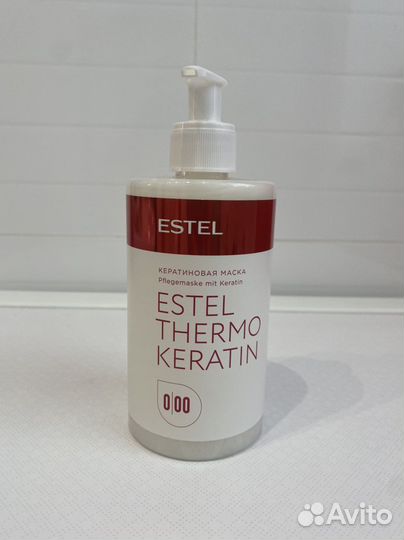 ESTEL
КЕРАТИНОВАЯ МАСКА
Pflegemaske mit Keratin
ESTEL
THERMO
KERATIN
0|00
Avito